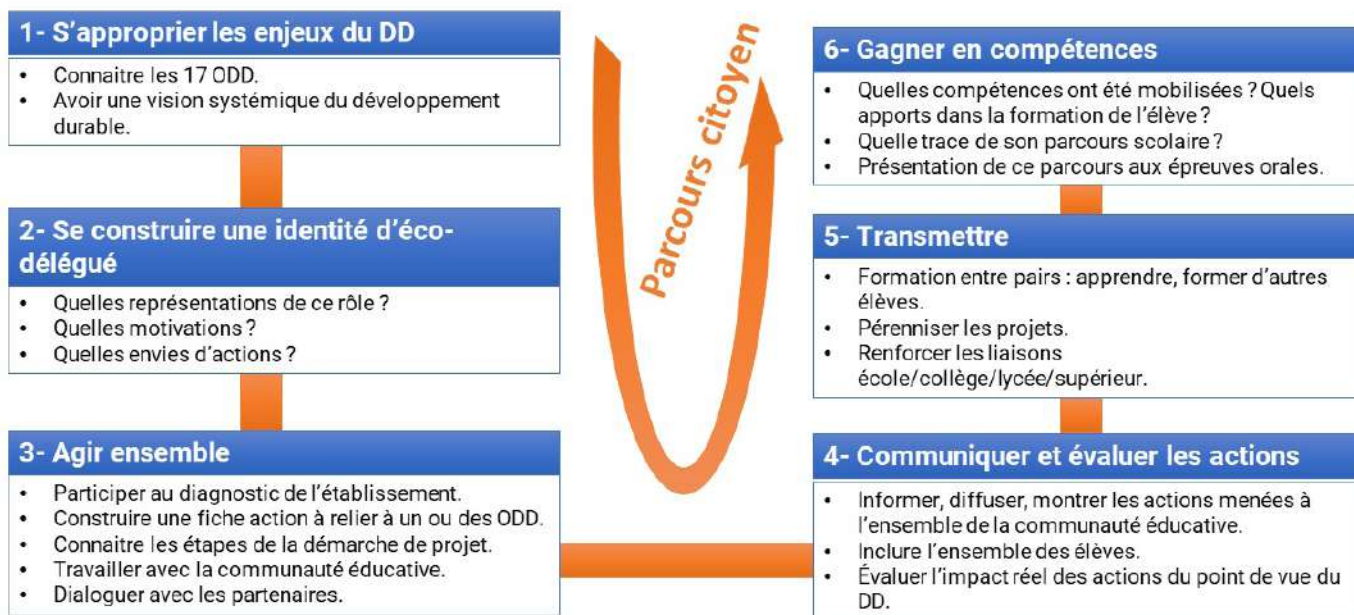 1- S'approprier les enjeux du DD
• Connaitre les 17 ODD.
• Avoir une vision systémique du développement
durable.
2- Se construire une identité d'éco-
délégué
• Quelles représentations de ce rôle ?
• Quelles motivations ?
• Quelles envies d'actions ?
3- Agir ensemble
• Participer au diagnostic de l'établissement.
• Construire une fiche action à relier à un ou des ODD.
• Connaitre les étapes de la démarche de projet.
• Travailler avec la communauté éducative.
• Dialoguer avec les partenaires.
Parcours citoyen
6- Gagner en compétences
• Quelles compétences ont été mobilisées ? Quels
apports dans la formation de l'élève ?
• Quelle trace de son parcours scolaire ?
• Présentation de ce parcours aux épreuves orales.
5- Transmettre
• Formation entre pairs : apprendre, former d'autres
élèves.
• Pérenniser les projets.
• Renforcer les liaisons
école/collège/lycée/supérieur.
4- Communiquer et évaluer les actions
• Informer, diffuser, montrer les actions menées à
l'ensemble de la communauté éducative.
• Inclure l'ensemble des élèves.
• Évaluer l'impact réel des actions du point de vue du
DD.